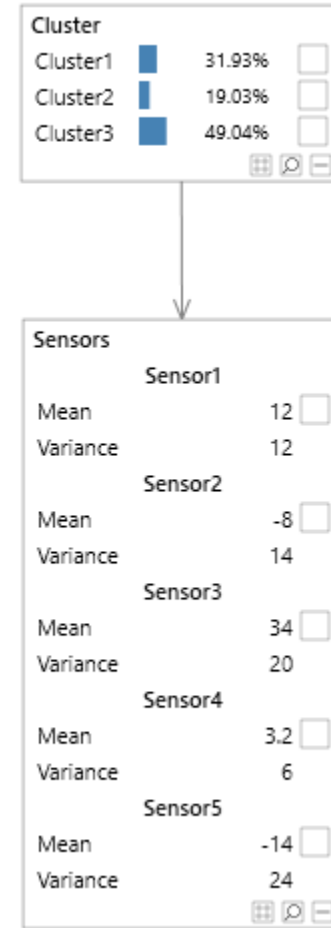 Cluster
Cluster1 31.93%
Cluster2 19.03%
Cluster3 49.04%
Sensors
Sensor1
Mean 12
Variance 12
Sensor2
Mean -8
Variance 14
Sensor3
Mean 34
Variance 20
Sensor4
Mean 3.2
Variance 6
Sensor5
Mean -14
Variance 24